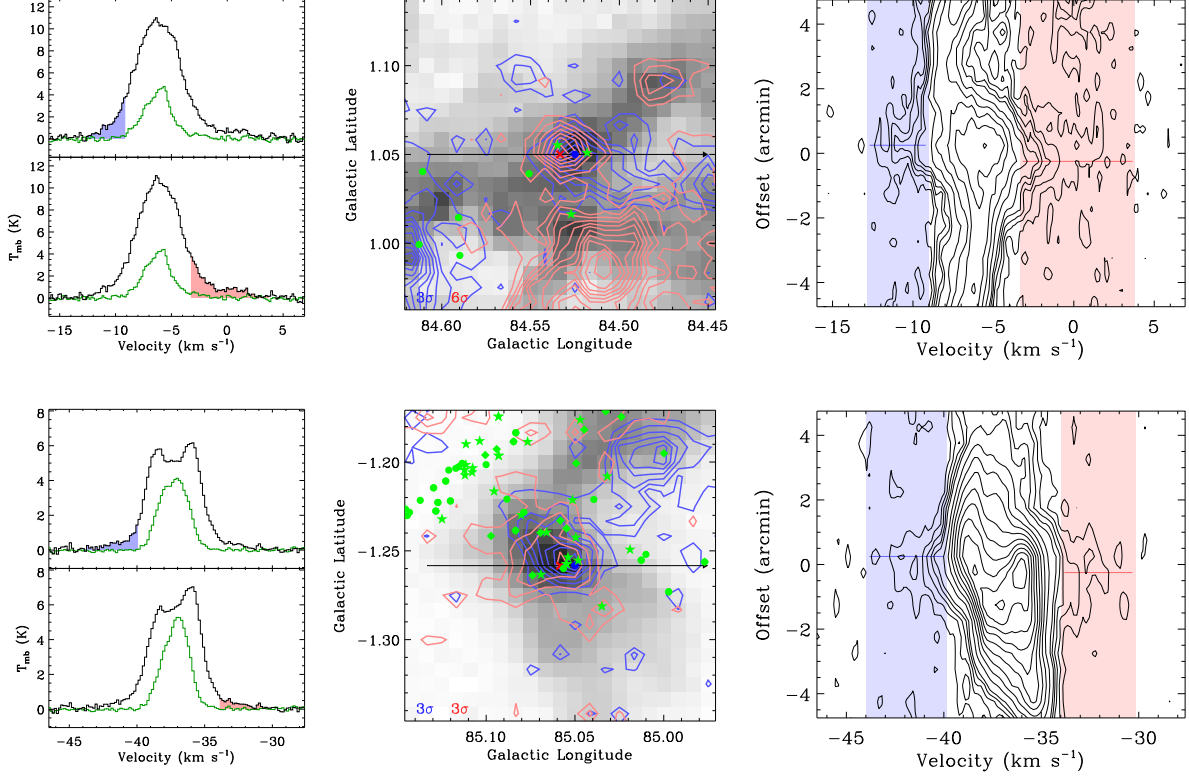 12
10
8
6
4
2
0
12
10
8
6
4
2
0
T_mb (K)
−15 −10 −5 0
Velocity (km s⁻¹)
1.10
1.05
1.00
Galactic Latitude
3σ 6σ
84.60 84.55 84.50 84.45
Galactic Longitude
4
2
0
−2
−4
Offset (arcmin)
−15 −10 −5 0 5
Velocity (km s⁻¹)
8
6
4
2
0
8
6
4
2
0
T_mb (K)
−45 −40 −35 −30
Velocity (km s⁻¹)
−1.20
−1.25
−1.30
Galactic Latitude
3σ 3σ
85.10 85.05 85.00
Galactic Longitude
4
2
0
−2
−4
Offset (arcmin)
−45 −40 −35 −30
Velocity (km s⁻¹)